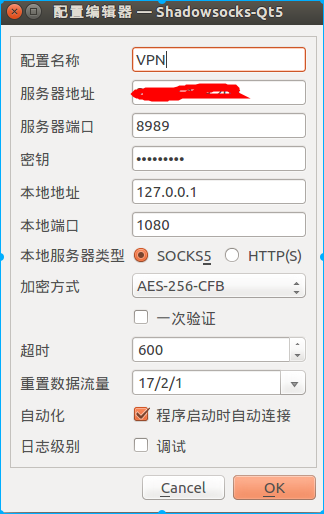 配置编辑器 — Shadowsocks-Qt5
配置名称 VPN
服务器地址
服务器端口 8989
密钥 •••••••••
本地地址 127.0.0.1
本地端口 1080
本地服务器类型 SOCKS5 HTTP(S)
加密方式 AES-256-CFB
一次验证
超时 600
重置数据流量 17/2/1
自动化 程序启动时自动连接
日志级别 调试
Cancel OK